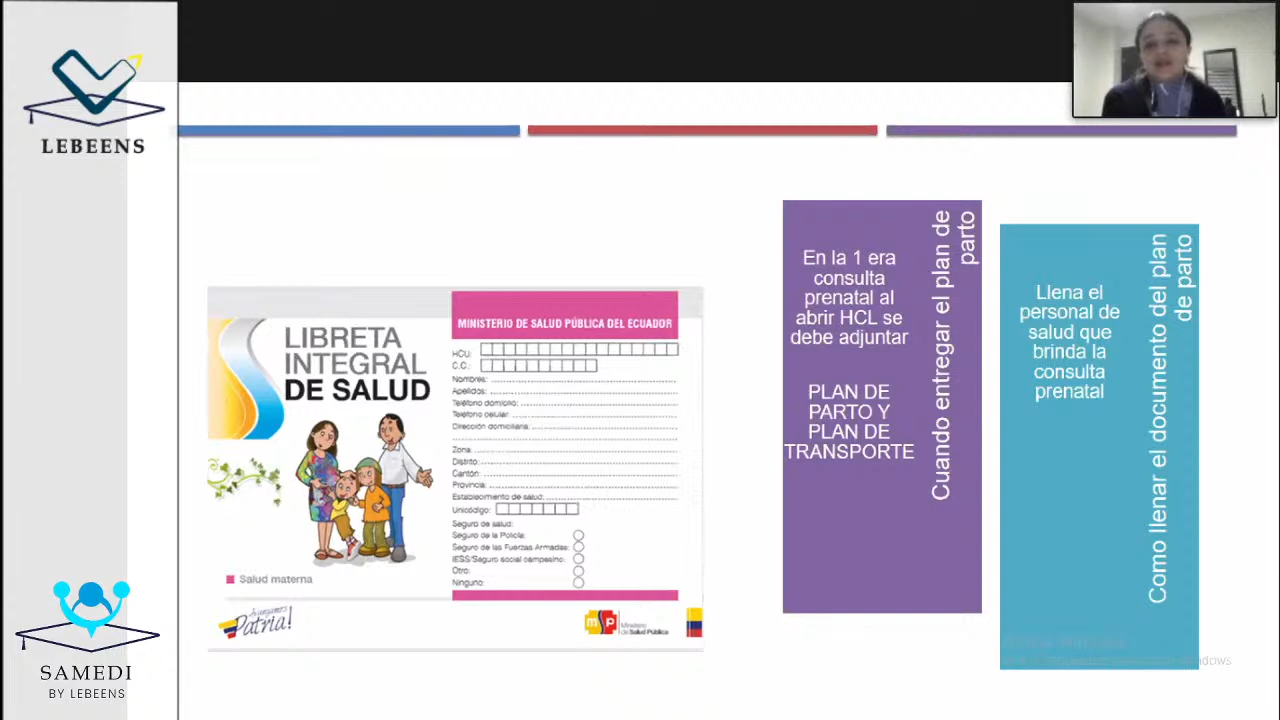 LEBEENS
LIBRETA
INTEGRAL
DE SALUD
Salud materna
Avanzamos
Patria!
MINISTERIO DE SALUD PÚBLICA DEL ECUADOR
HCU:
C.C.:
Nombres:
Apellidos:
Teléfono domicilio:
Teléfono celular:
Dirección domiciliaria:
Zona:
Distrito:
Cantón:
Provincia:
Establecimiento de salud:
Unicódigo:
Seguro de salud:
Seguro de la Policía:
Seguro de las Fuerzas Armadas:
IESS/Seguro social campesino:
Otro:
Ninguno:
msp
Ministerio
de Salud Pública
En la 1 era
consulta
prenatal al
abrir HCL se
debe adjuntar
PLAN DE
PARTO Y
PLAN DE
TRANSPORTE
Cuando entregar el plan de
parto
Llena el
personal de
salud que
brinda la
consulta
prenatal
Como llenar el documento del plan
de parto
SAMEDI
BY LEBEENS